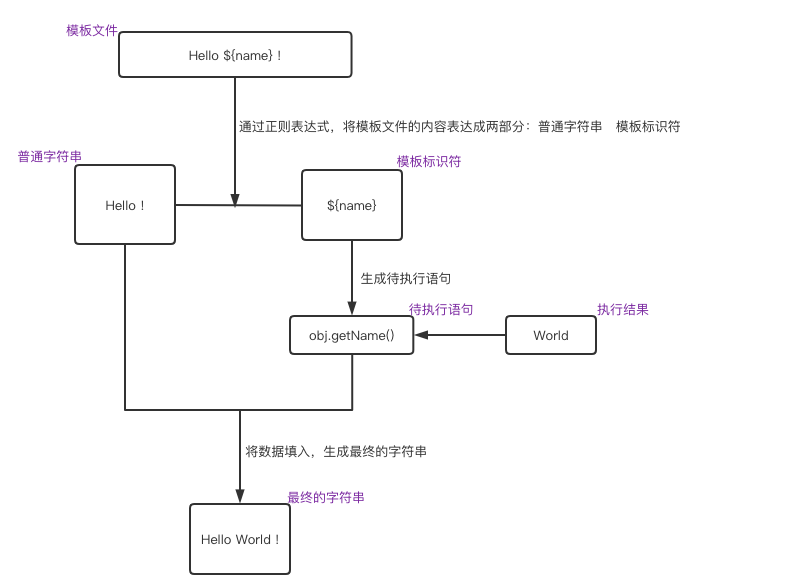 模板文件
Hello ${name} !
通过正则表达式，将模板文件的内容表达成两部分：普通字符串 模板标识符
普通字符串
模板标识符
Hello !
${name}
生成待执行语句
待执行语句
执行结果
obj.getName()
World
将数据填入，生成最终的字符串
最终的字符串
Hello World !